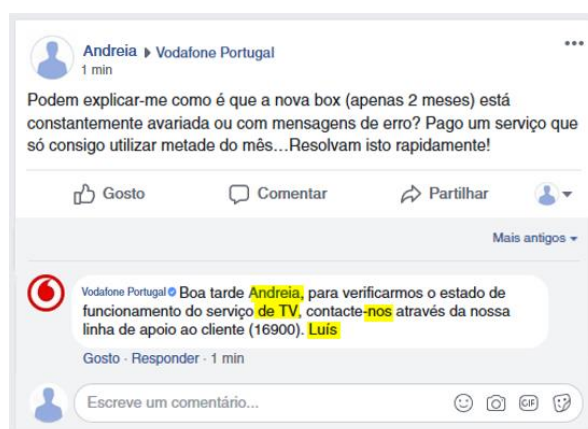 Andreia ▸ Vodafone Portugal
1 min
Podem explicar-me como é que a nova box (apenas 2 meses) está
constantemente avariada ou com mensagens de erro? Pago um serviço que
só consigo utilizar metade do mês…Resolvam isto rapidamente!
Gosto Comentar Partilhar
Mais antigos
Vodafone Portugal Boa tarde Andreia, para verificarmos o estado de
funcionamento do serviço de TV, contacte-nos através da nossa
linha de apoio ao cliente (16900). Luís
Gosto · Responder · 1 min
Escreve um comentário... GIF